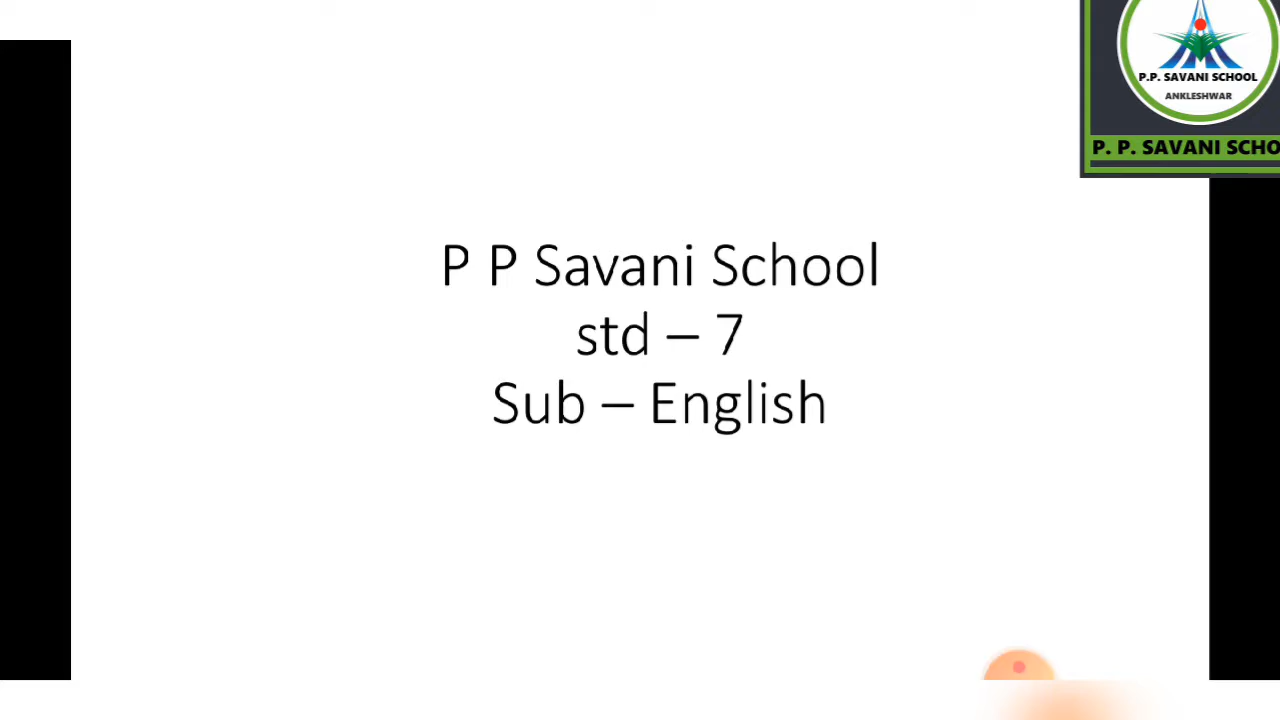 P.P. SAVANI SCHOOL
ANKLESHWAR
P. P. SAVANI SCHO
P P Savani School
std – 7
Sub – English